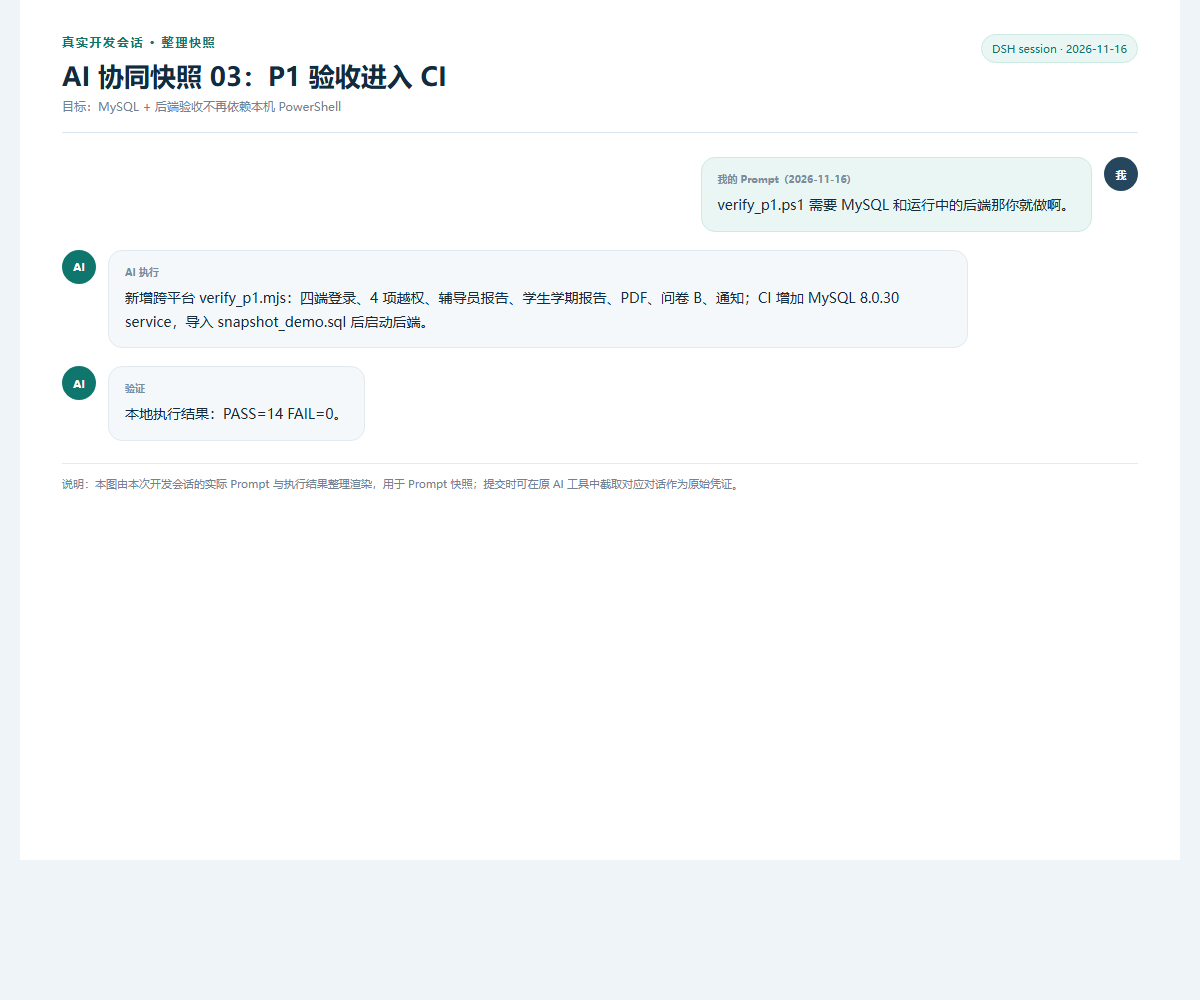 真实开发会话 · 整理快照
DSH session · 2026-11-16
AI 协同快照 03：P1 验收进入 CI
目标：MySQL + 后端验收不再依赖本机 PowerShell
我的 Prompt（2026-11-16）
我
verify_p1.ps1 需要 MySQL 和运行中的后端那你就做啊。
AI
AI 执行
新增跨平台 verify_p1.mjs：四端登录、4 项越权、辅导员报告、学生学期报告、PDF、问卷 B、通知；CI 增加 MySQL 8.0.30
service，导入 snapshot_demo.sql 后启动后端。
AI
验证
本地执行结果：PASS=14 FAIL=0。
说明：本图由本次开发会话的实际 Prompt 与执行结果整理渲染，用于 Prompt 快照；提交时可在原 AI 工具中截取对应对话作为原始凭证。